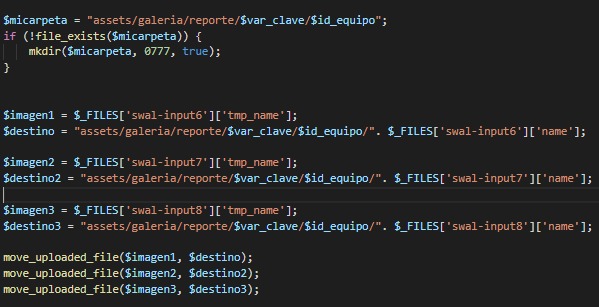 $micarpeta = "assets/galeria/reporte/$var_clave/$id_equipo";
if (!file_exists($micarpeta)) {
mkdir($micarpeta, 0777, true);
}
$imagen1 = $_FILES['swal-input6']['tmp_name'];
$destino = "assets/galeria/reporte/$var_clave/$id_equipo/". $_FILES['swal-input6']['name'];
$imagen2 = $_FILES['swal-input7']['tmp_name'];
$destino2 = "assets/galeria/reporte/$var_clave/$id_equipo/". $_FILES['swal-input7']['name'];
$imagen3 = $_FILES['swal-input8']['tmp_name'];
$destino3 = "assets/galeria/reporte/$var_clave/$id_equipo/". $_FILES['swal-input8']['name'];
move_uploaded_file($imagen1, $destino);
move_uploaded_file($imagen2, $destino2);
move_uploaded_file($imagen3, $destino3);